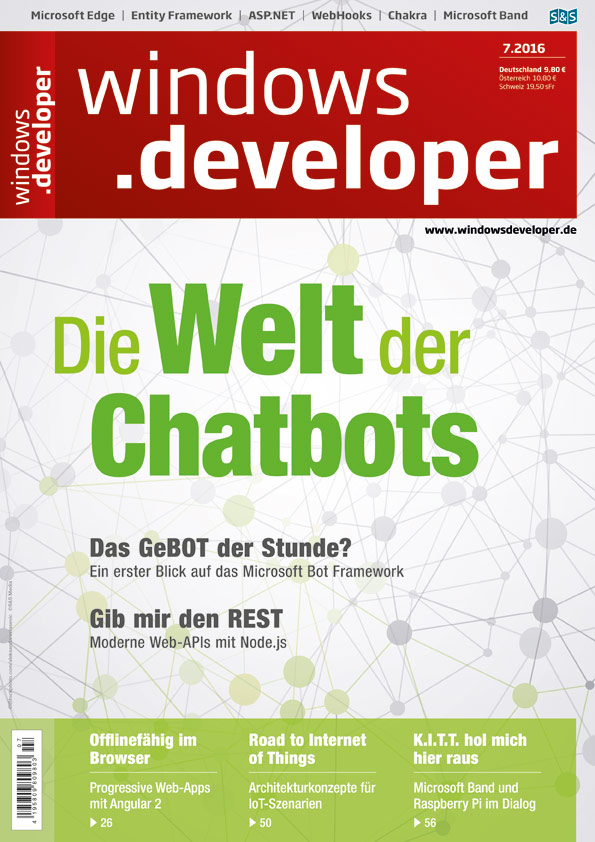 Microsoft Edge | Entity Framework | ASP.NET | WebHooks | Chakra | Microsoft Band
S&S
windows
.developer
windows
.developer
7.2016
Deutschland 9,80 €
Österreich 10,80 €
Schweiz 19,50 sFr
www.windowsdeveloper.de
Die Welt der
Chatbots
Das GeBOT der Stunde?
Ein erster Blick auf das Microsoft Bot Framework
Gib mir den REST
Moderne Web-APIs mit Node.js
Offlinefähig im
Browser
Progressive Web-Apps
mit Angular 2
▶ 26
Road to Internet
of Things
Architekturkonzepte für
IoT-Szenarien
▶ 50
K.I.T.T. hol mich
hier raus
Microsoft Band und
Raspberry Pi im Dialog
▶ 56
07
4 195809 809803